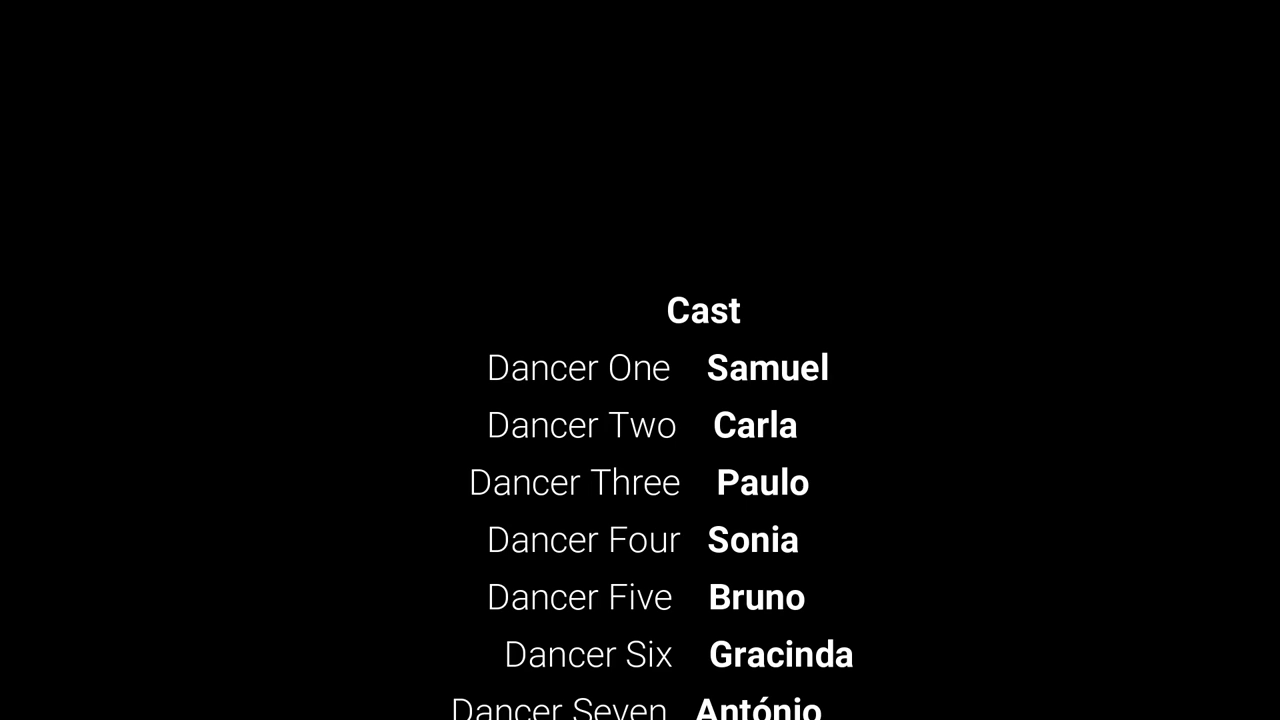 Cast
Dancer One Samuel
Dancer Two Carla
Dancer Three Paulo
Dancer Four Sonia
Dancer Five Bruno
Dancer Six Gracinda
Dancer Seven António